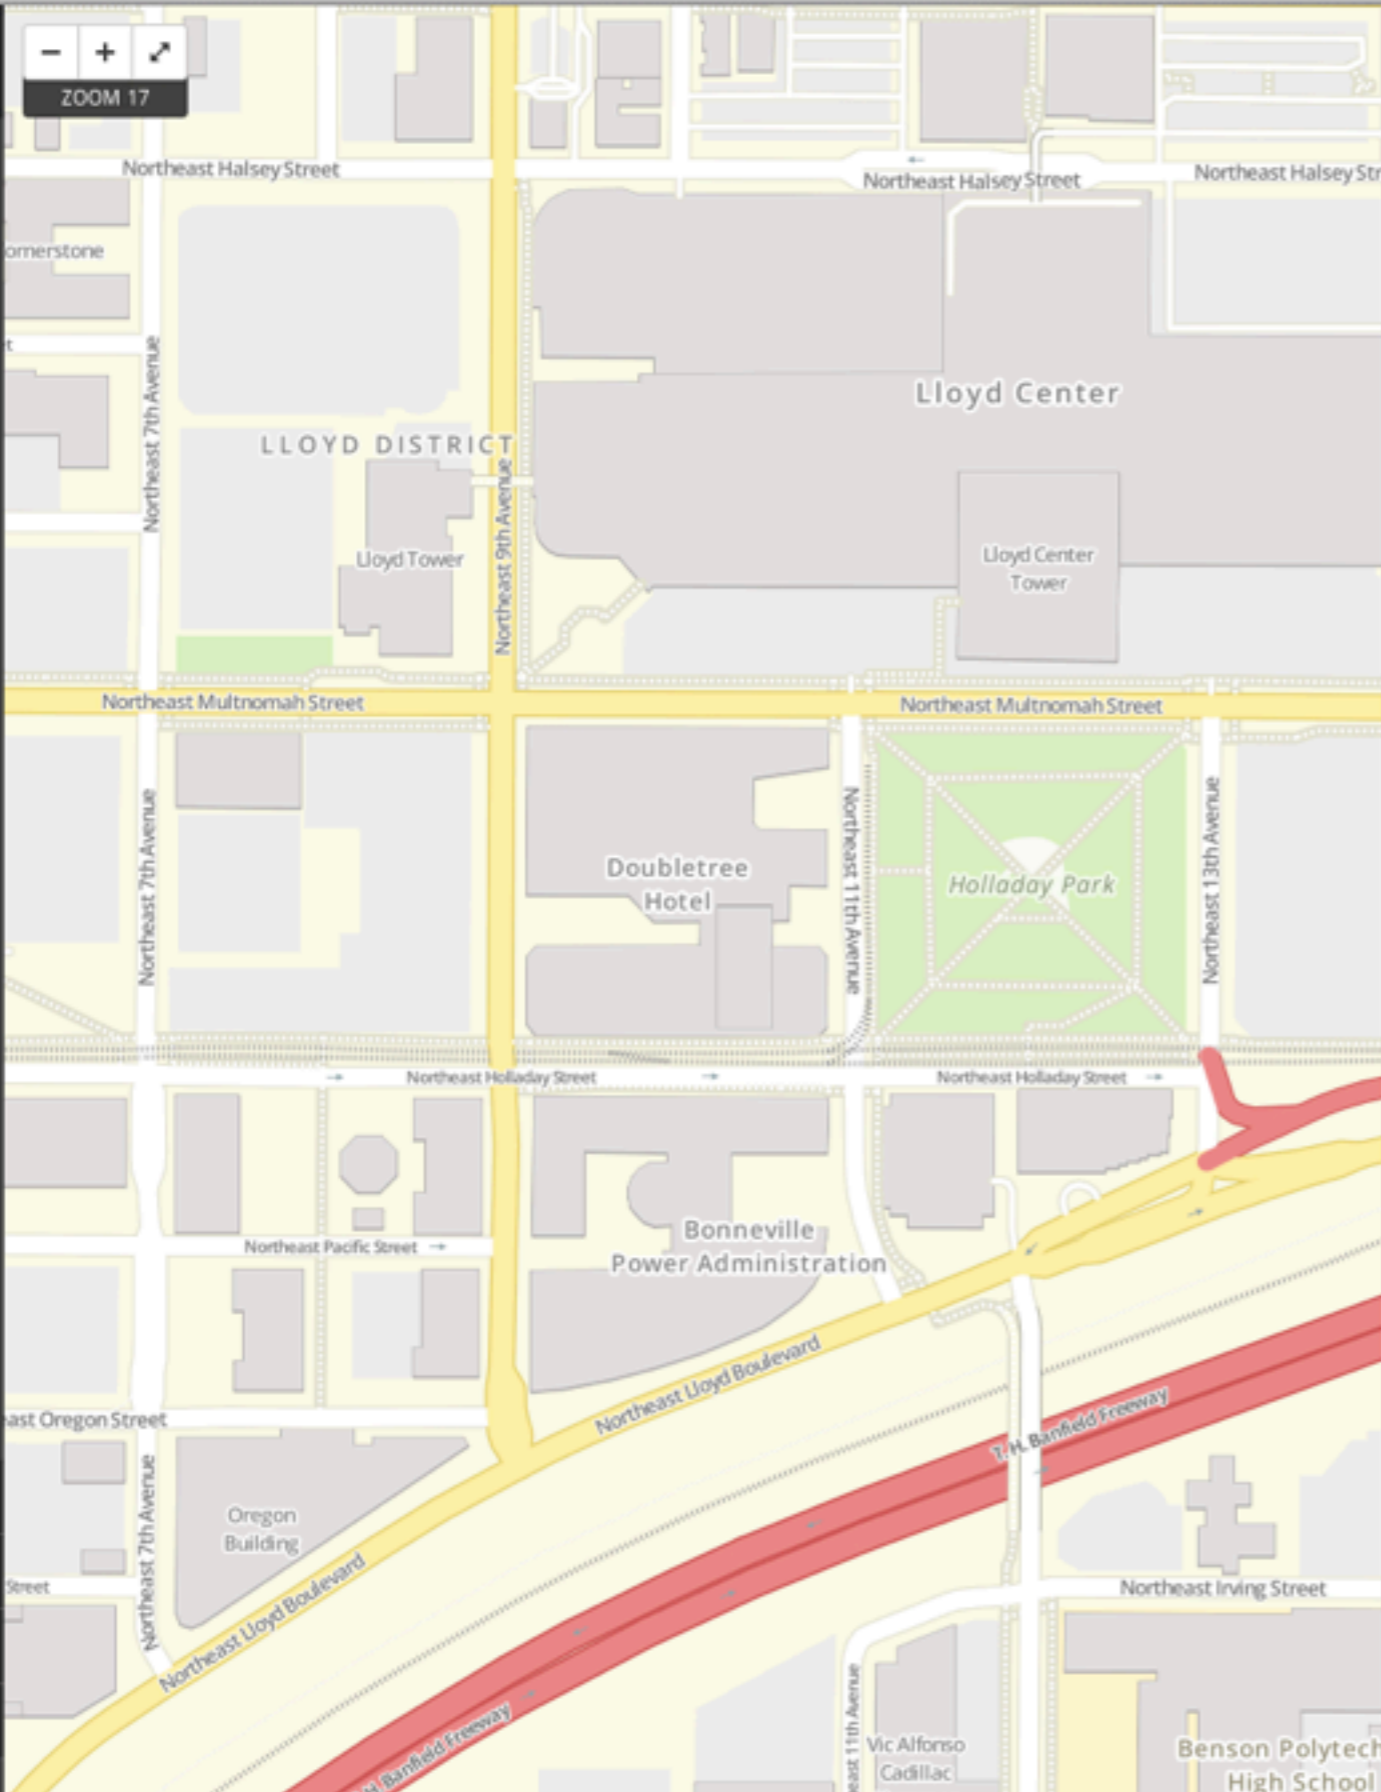 ZOOM 17
Northeast Halsey Street
Northeast Halsey Street
Northeast Halsey Str
ornerstone
Northeast 7th Avenue
Lloyd Center
LLOYD DISTRICT
Northeast 9th Avenue
Lloyd Tower
Lloyd Center
Tower
Northeast Multnomah Street
Northeast Multnomah Street
Northeast 7th Avenue
Doubletree
Hotel
Northeast 11th Avenue
Holladay Park
Northeast 13th Avenue
Northeast Holladay Street
Northeast Holladay Street
Northeast Pacific Street
Bonneville
Power Administration
Northeast Lloyd Boulevard
east Oregon Street
T. H. Banfield Freeway
Northeast 7th Avenue
Oregon
Building
Street
Northeast Lloyd Boulevard
Northeast Irving Street
H. Banfield Freeway
east 11th Avenue
Vic Alfonso
Cadillac
Benson Polytech
High School